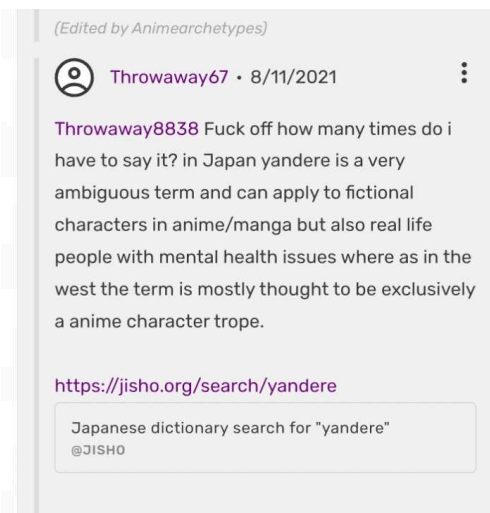 (Edited by Animearchetypes)
Throwaway67 • 8/11/2021
Throwaway8838 Fuck off how many times do i
have to say it? in Japan yandere is a very
ambiguous term and can apply to fictional
characters in anime/manga but also real life
people with mental health issues where as in the
west the term is mostly thought to be exclusively
a anime character trope.
https://jisho.org/search/yandere
Japanese dictionary search for "yandere"
@JISHO